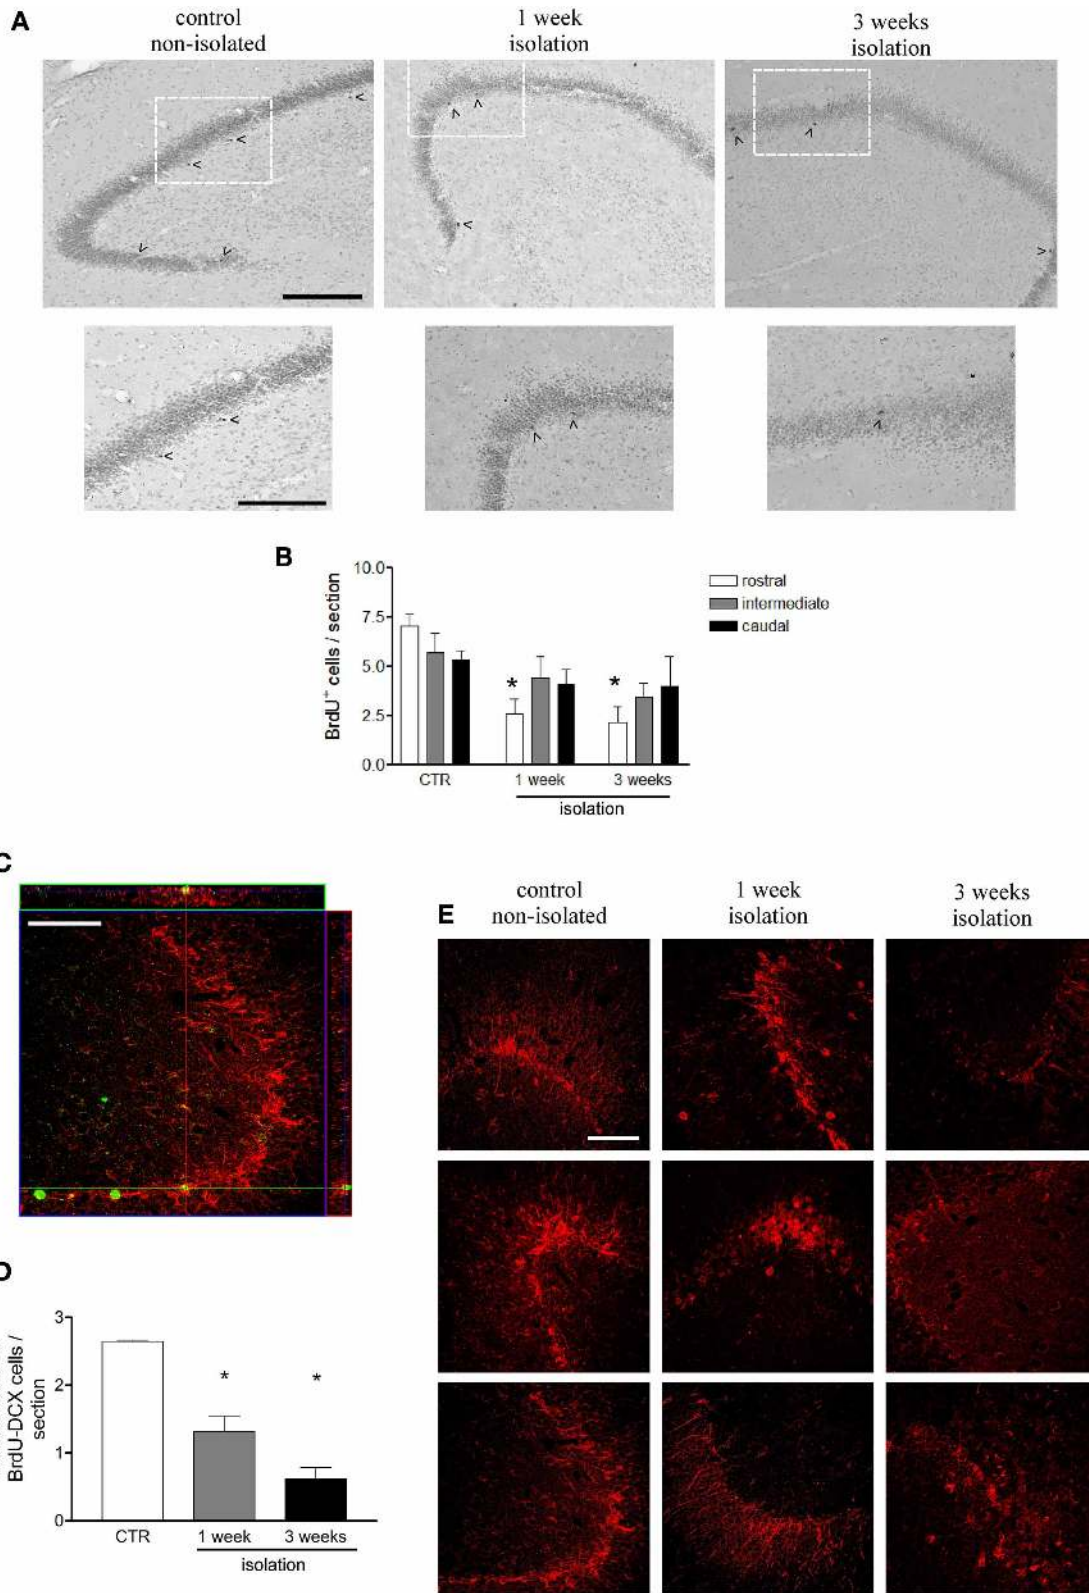 A
control
non-isolated
1 week
isolation
3 weeks
isolation
B
BrdU+ cells / section
10.0
7.5
5.0
2.5
0.0
* *
CTR 1 week 3 weeks
isolation
rostral
intermediate
caudal
C
D
BrdU-DCX cells /
section
3
2
1
0
* *
CTR 1 week 3 weeks
isolation
E
control
non-isolated
1 week
isolation
3 weeks
isolation